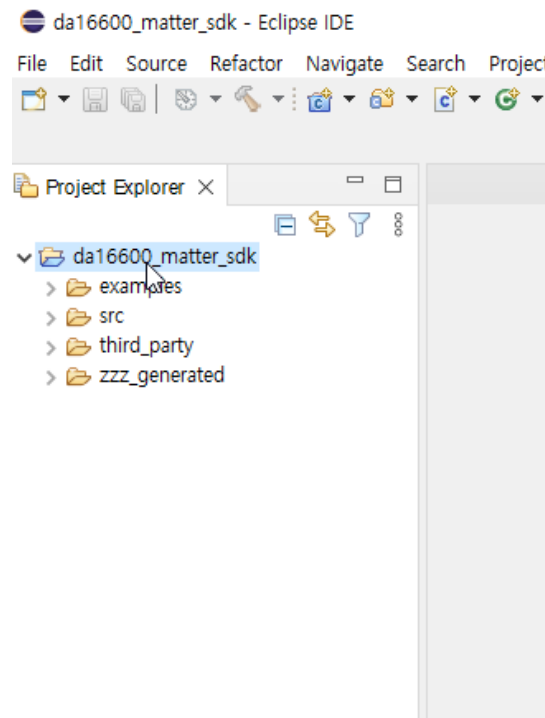 da16600_matter_sdk - Eclipse IDE
File Edit Source Refactor Navigate Search Project
Project Explorer
da16600_matter_sdk
examples
src
third_party
zzz_generated